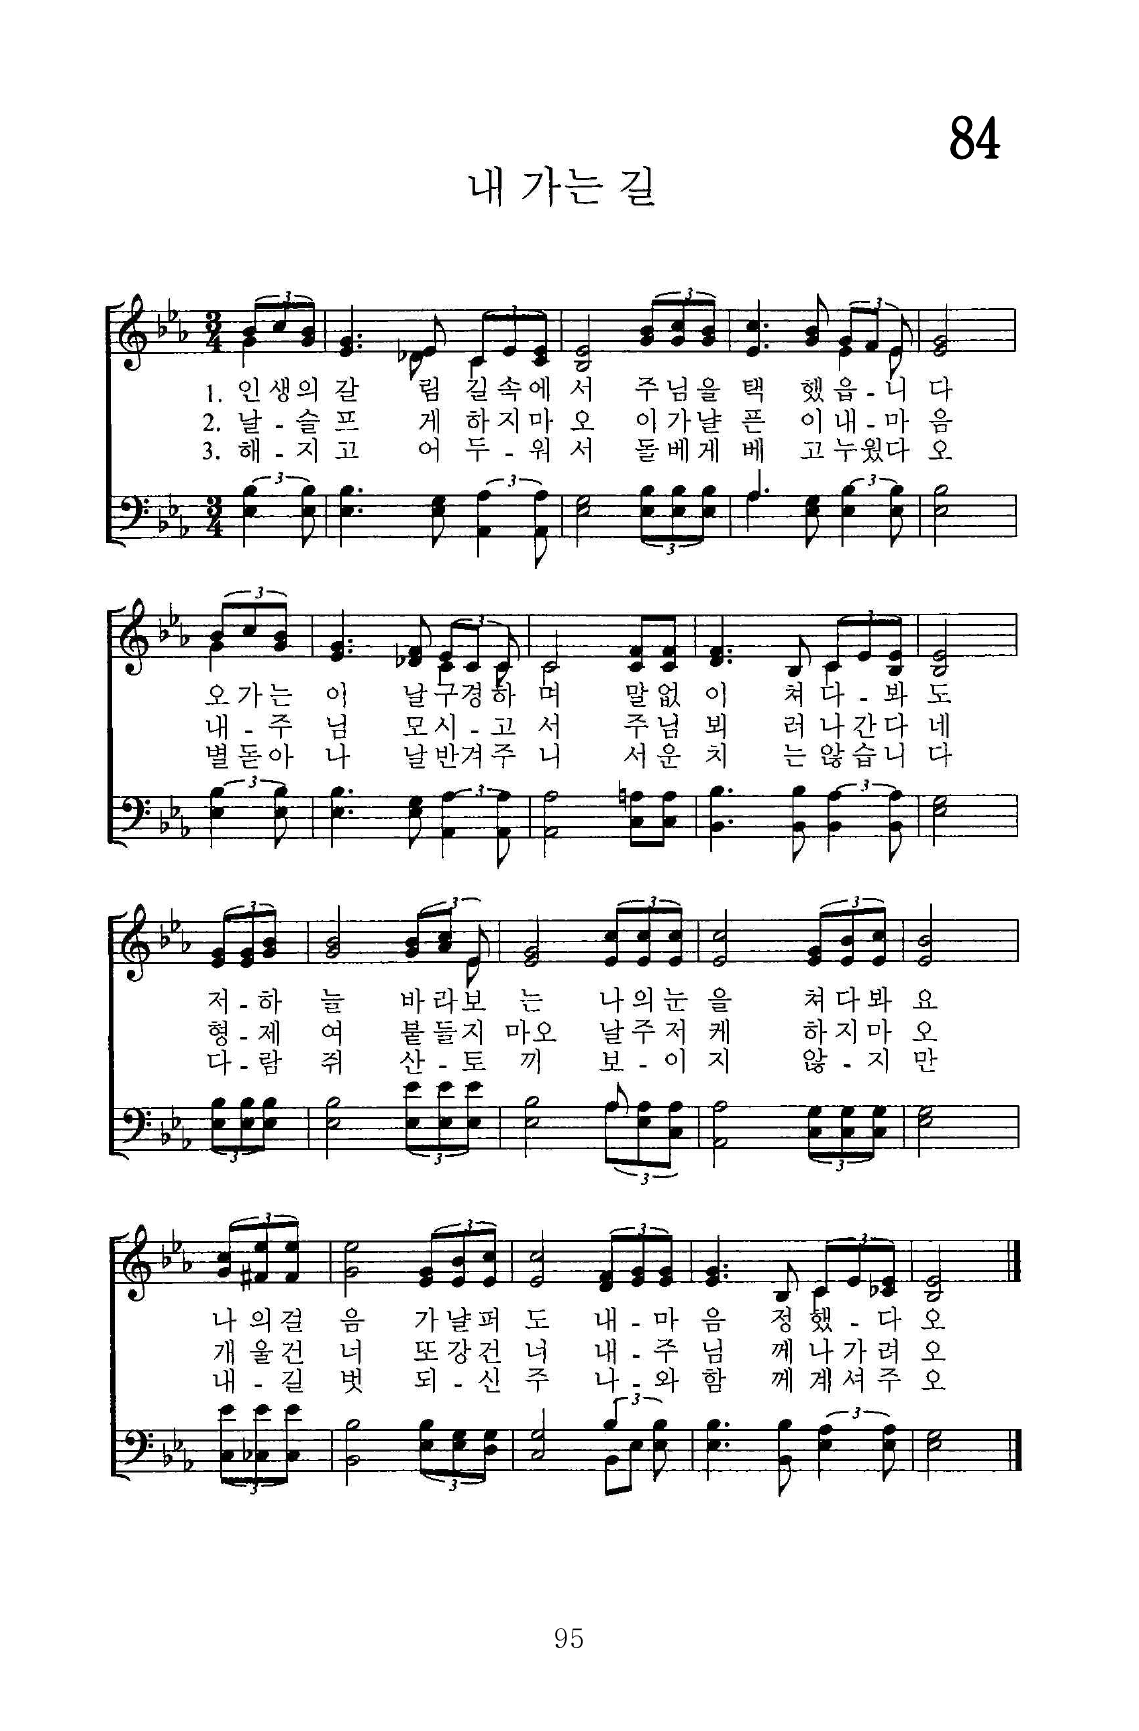 84
내 가는 길
1. 인생의 갈 림 길속에 서 주님을 택 했읍-니 다
2. 날-슬프 게 하지마 오 이가냘 픈 이내-마 음
3. 해-지고 어 두-워 서 돌베게 베 고누웠다 오
오가는 이 날구경하 며 말없 이 쳐다-봐 도
내-주 님 모시-고 서 주님 뵈 러나간다 네
별돋아 나 날반겨주 니 서운 치 는않습니 다
저-하 늘 바라보 는 나의눈 을 쳐다봐 요
형-제 여 붙들지 마오 날주저 케 하지마 오
다-람 쥐 산-토 끼 보-이 지 않-지 만
나의걸 음 가냘퍼 도 내-마 음 정했-다 오
개울건 너 또강건 너 내-주 님 께나가려 오
내-길 벗 되-신 주 나-와 함 께계셔주 오
95